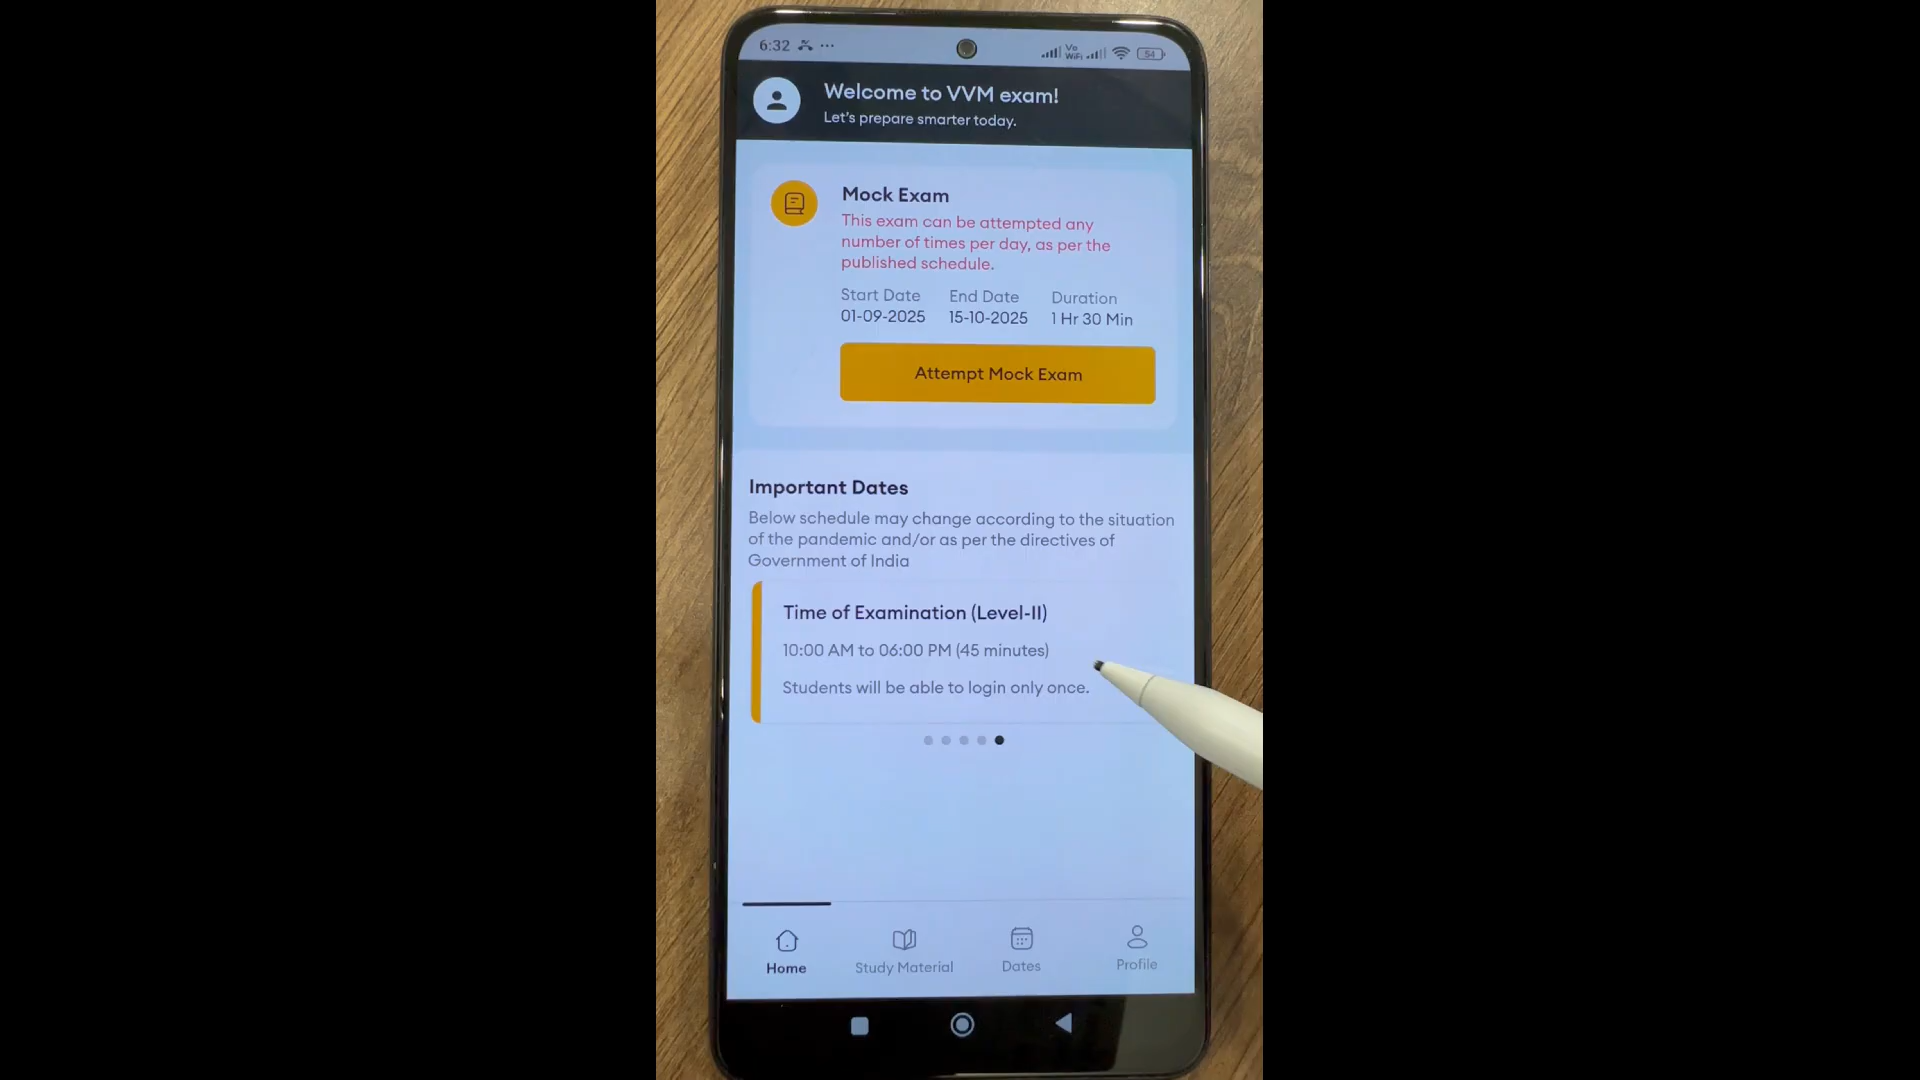 6:32
Vo
WiFi
54
Welcome to VVM exam!
Let's prepare smarter today.
Mock Exam
This exam can be attempted any
number of times per day, as per the
published schedule.
Start Date End Date Duration
01-09-2025 15-10-2025 1 Hr 30 Min
Attempt Mock Exam
Important Dates
Below schedule may change according to the situation
of the pandemic and/or as per the directives of
Government of India
Time of Examination (Level-II)
10:00 AM to 06:00 PM (45 minutes)
Students will be able to login only once.
Home Study Material Dates Profile